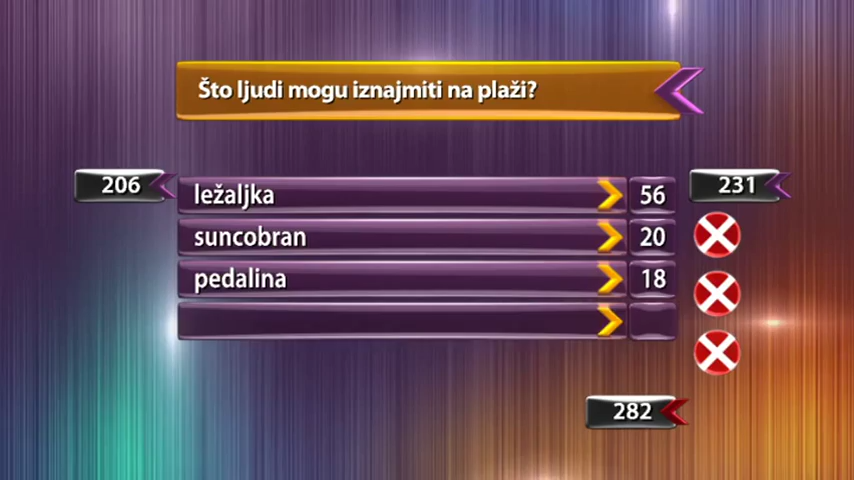 Što ljudi mogu iznajmiti na plaži?
206
231
ležaljka 56
suncobran 20
pedalina 18
282